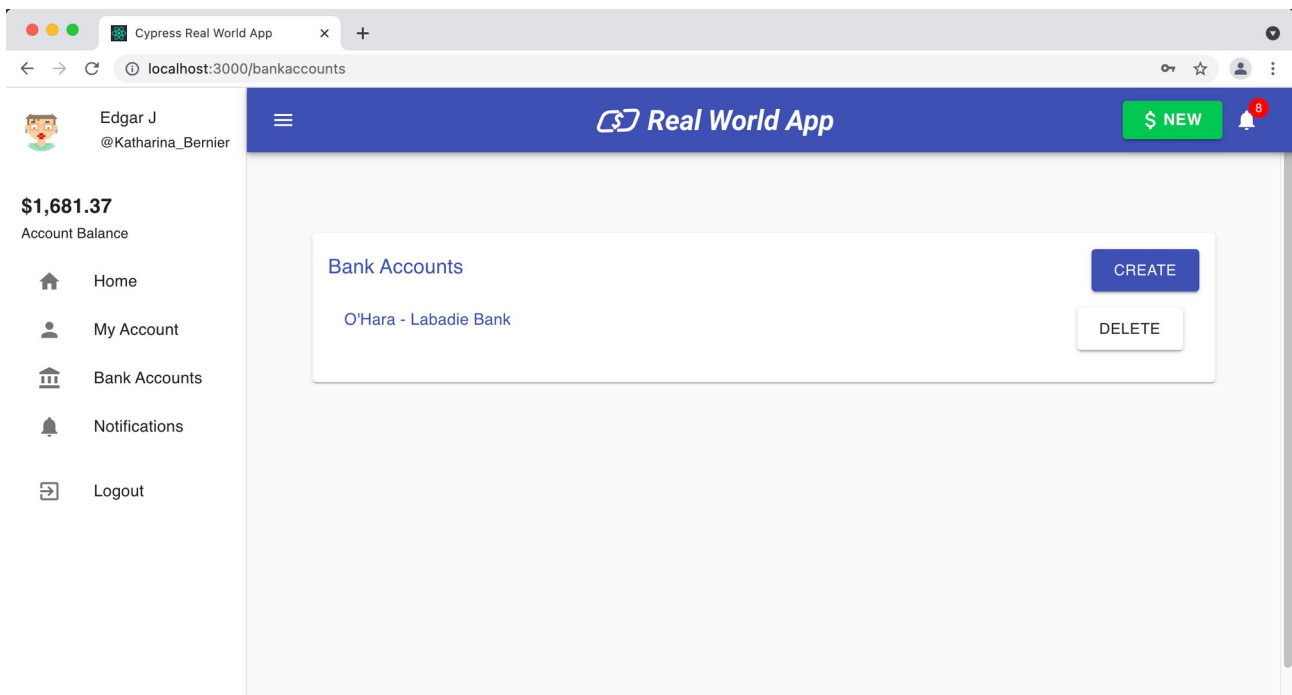 Cypress Real World App
localhost:3000/bankaccounts
Edgar J
@Katharina_Bernier
$1,681.37
Account Balance
Home
My Account
Bank Accounts
Notifications
Logout
Real World App
$ NEW
8
Bank Accounts
CREATE
O'Hara - Labadie Bank
DELETE